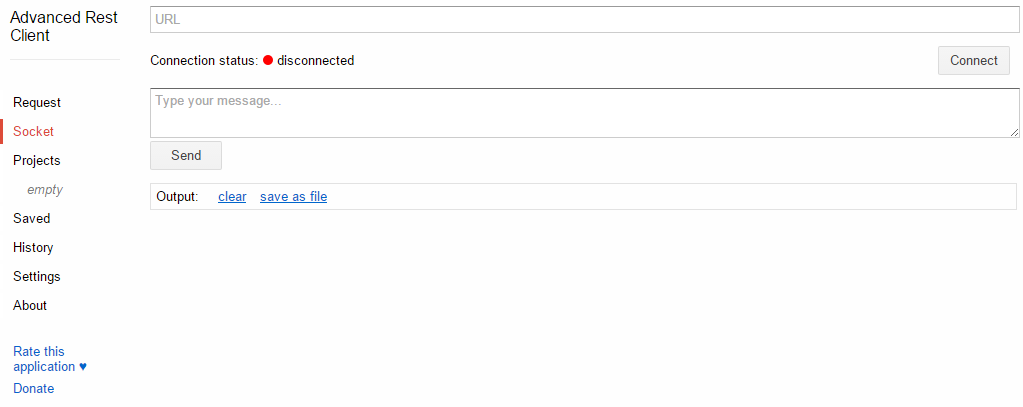 Advanced Rest
Client
URL
Connection status: disconnected
Connect
Request
Socket
Projects
empty
Saved
History
Settings
About
Rate this
application ♥
Donate
Type your message...
Send
Output: clear save as file